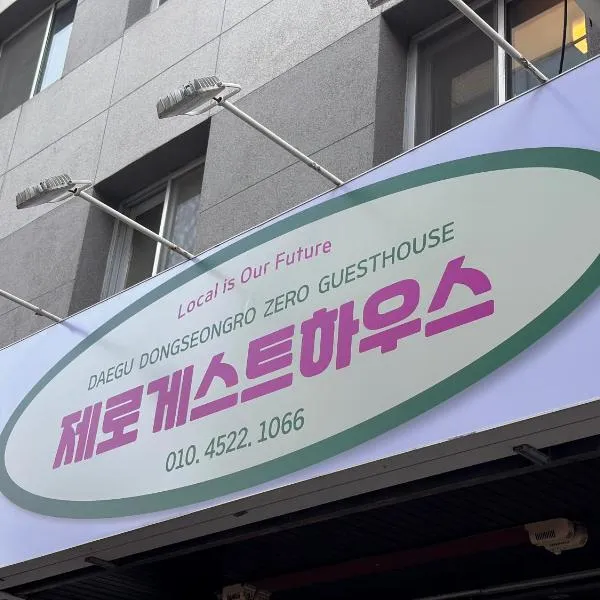 Local is Our Future
DAEGU DONGSEONGRO ZERO GUESTHOUSE
제로게스트하우스
010. 4522. 1066